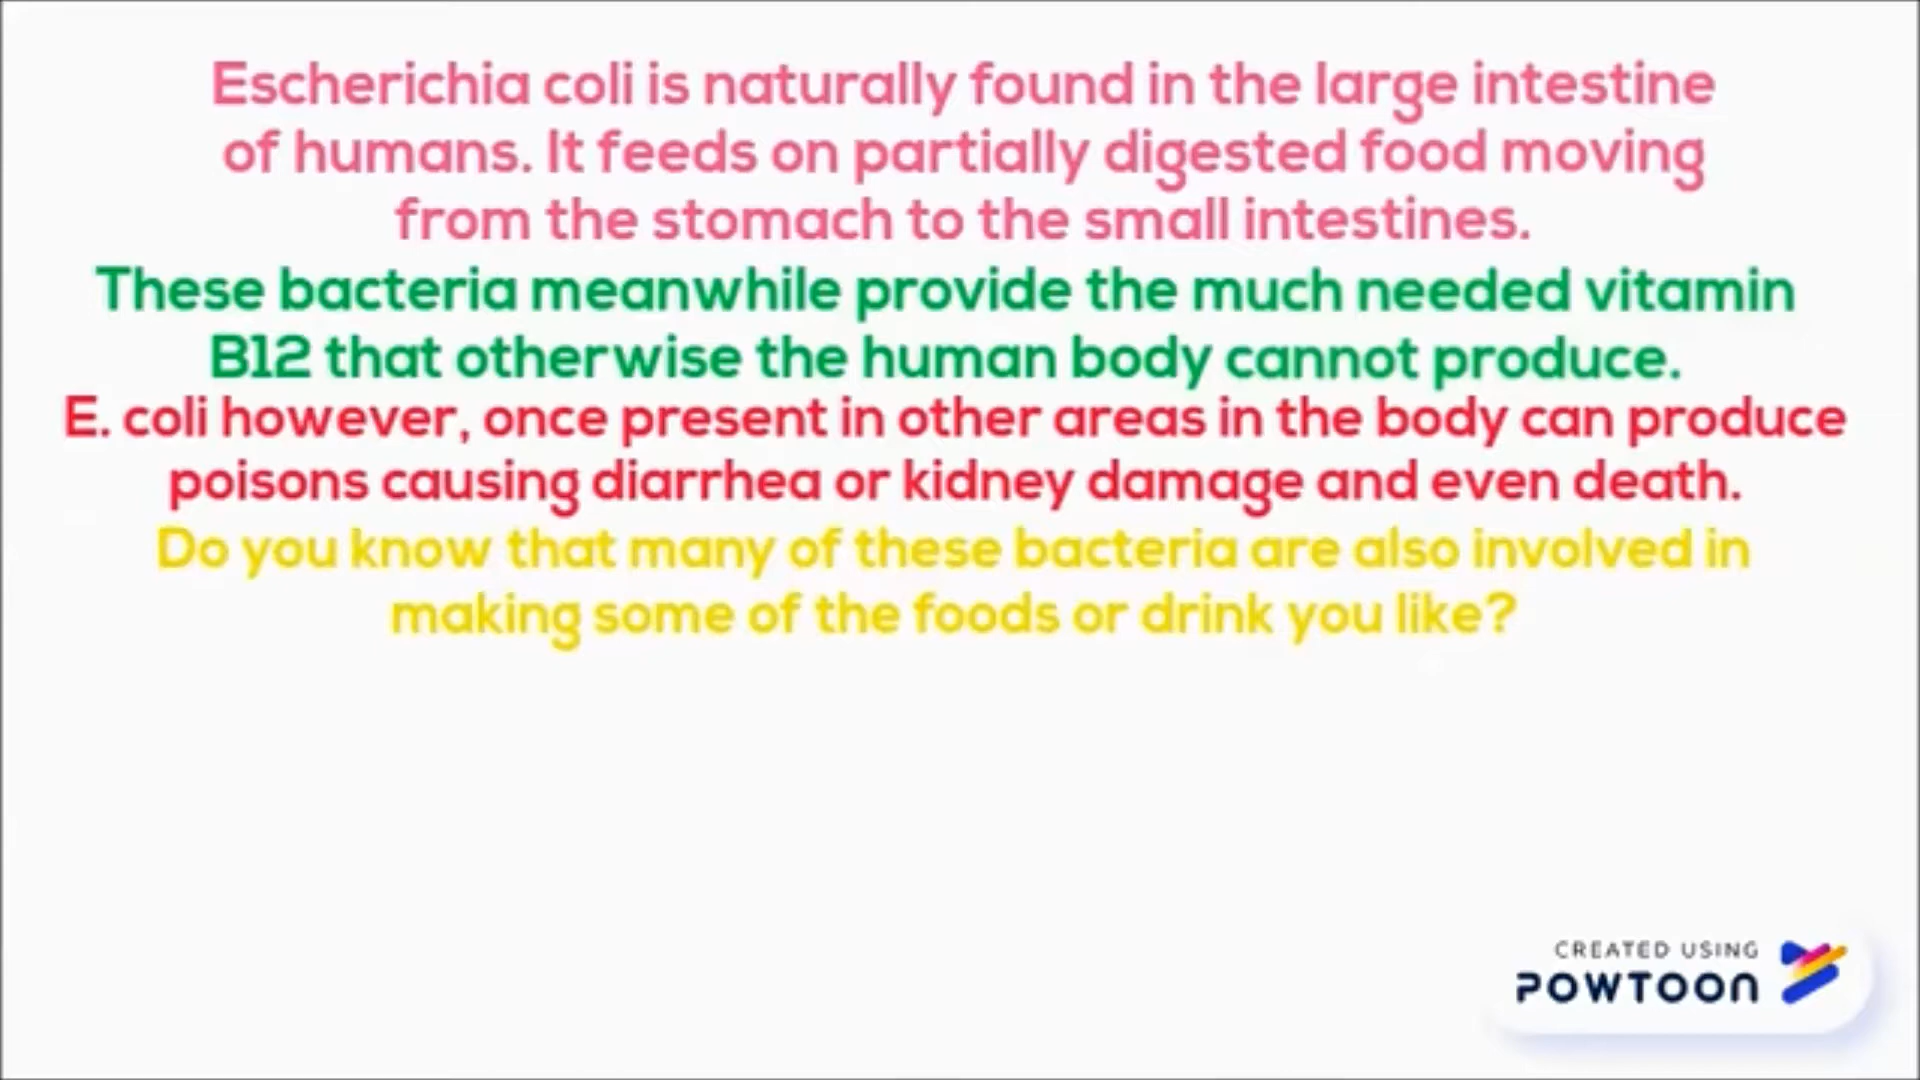 Escherichia coli is naturally found in the large intestine
of humans. It feeds on partially digested food moving
from the stomach to the small intestines.
These bacteria meanwhile provide the much needed vitamin
B12 that otherwise the human body cannot produce.
E. coli however, once present in other areas in the body can produce
poisons causing diarrhea or kidney damage and even death.
Do you know that many of these bacteria are also involved in
making some of the foods or drink you like?
CREATED USING
POWTOON